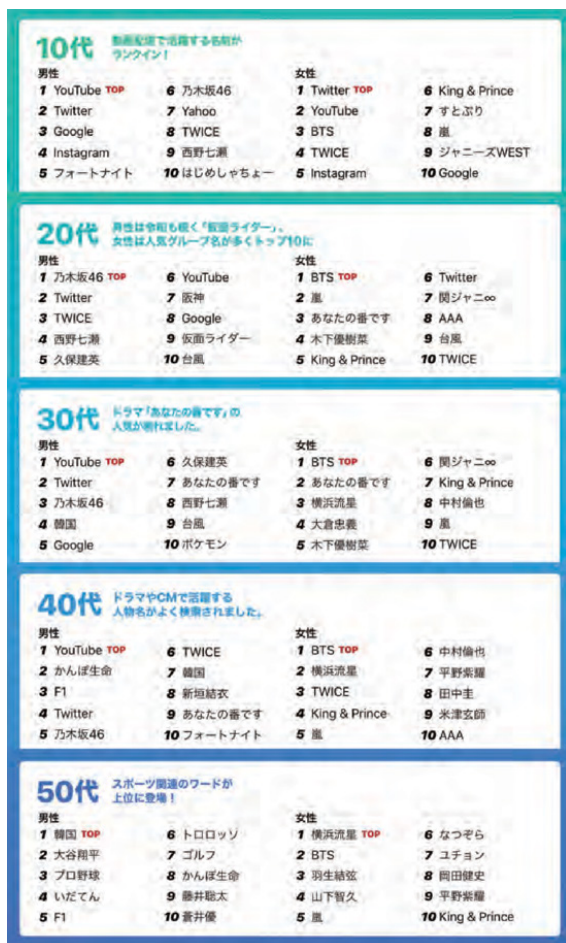 10代
動画配信で活躍する名前が
ランクイン！
男性
1 YouTube TOP
2 Twitter
3 Google
4 Instagram
5 フォートナイト
6 乃木坂46
7 Yahoo
8 TWICE
9 西野七瀬
10 はじめしゃちょー
女性
1 Twitter TOP
2 YouTube
3 BTS
4 TWICE
5 Instagram
6 King & Prince
7 すとぷり
8 嵐
9 ジャニーズWEST
10 Google
20代
男性は令和も続く「仮面ライダー」、
女性は人気グループ名が多くトップ10に
男性
1 乃木坂46 TOP
2 Twitter
3 TWICE
4 西野七瀬
5 久保建英
6 YouTube
7 阪神
8 Google
9 仮面ライダー
10 台風
女性
1 BTS TOP
2 嵐
3 あなたの番です
4 木下優樹菜
5 King & Prince
6 Twitter
7 関ジャニ∞
8 AAA
9 台風
10 TWICE
30代
ドラマ「あなたの番です」の
人気が表れました。
男性
1 YouTube TOP
2 Twitter
3 乃木坂46
4 韓国
5 Google
6 久保建英
7 あなたの番です
8 西野七瀬
9 台風
10 ポケモン
女性
1 BTS TOP
2 あなたの番です
3 横浜流星
4 大倉忠義
5 木下優樹菜
6 関ジャニ∞
7 King & Prince
8 中村倫也
9 嵐
10 TWICE
40代
ドラマやCMで活躍する
人物名がよく検索されました。
男性
1 YouTube TOP
2 かんぽ生命
3 F1
4 Twitter
5 乃木坂46
6 TWICE
7 韓国
8 新垣結衣
9 あなたの番です
10 フォートナイト
女性
1 BTS TOP
2 横浜流星
3 TWICE
4 King & Prince
5 嵐
6 中村倫也
7 平野紫耀
8 田中圭
9 米津玄師
10 AAA
50代
スポーツ関連のワードが
上位に登場！
男性
1 韓国 TOP
2 大谷翔平
3 プロ野球
4 いだてん
5 F1
6 トロロッソ
7 ゴルフ
8 かんぽ生命
9 藤井聡太
10 蒼井優
女性
1 横浜流星 TOP
2 BTS
3 羽生結弦
4 山下智久
5 嵐
6 なつぞら
7 ユチョン
8 岡田健史
9 平野紫耀
10 King & Prince